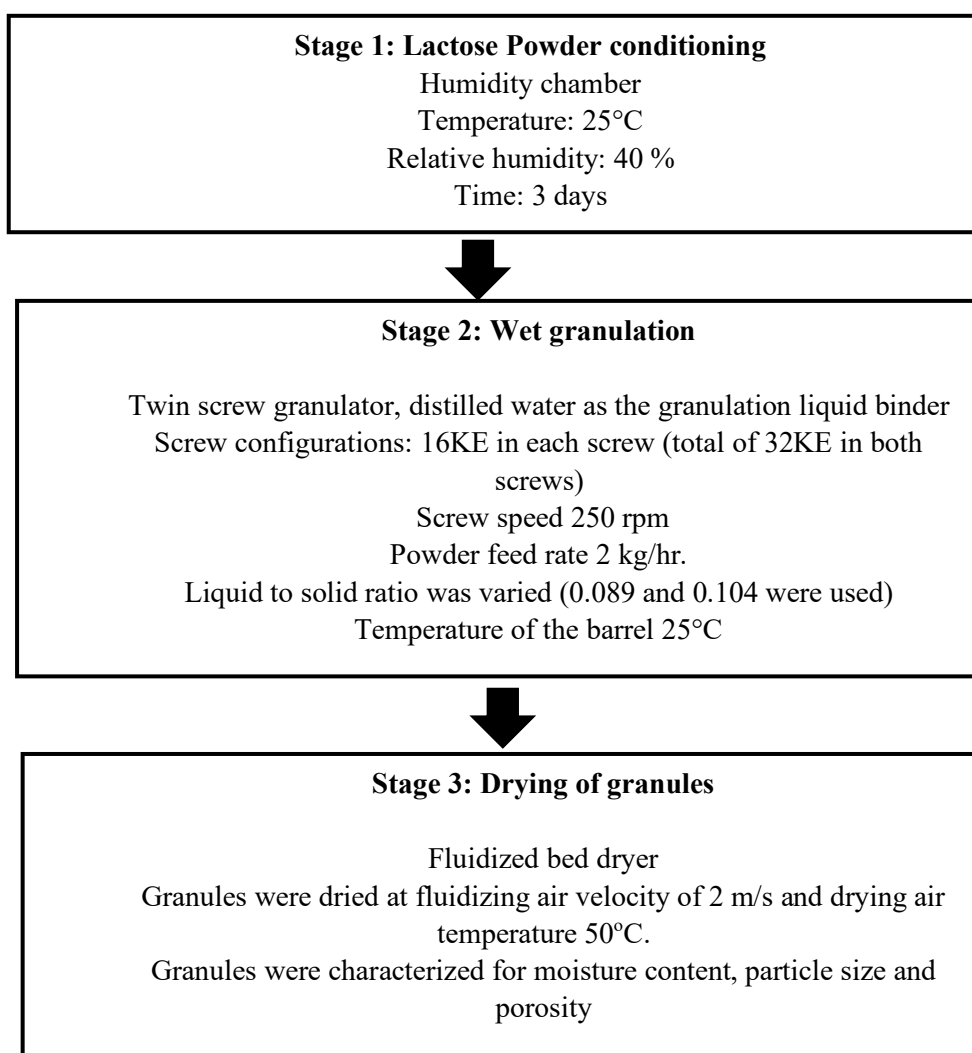 Stage 1: Lactose Powder conditioning
Humidity chamber
Temperature: 25°C
Relative humidity: 40 %
Time: 3 days
Stage 2: Wet granulation
Twin screw granulator, distilled water as the granulation liquid binder
Screw configurations: 16KE in each screw (total of 32KE in both
screws)
Screw speed 250 rpm
Powder feed rate 2 kg/hr.
Liquid to solid ratio was varied (0.089 and 0.104 were used)
Temperature of the barrel 25°C
Stage 3: Drying of granules
Fluidized bed dryer
Granules were dried at fluidizing air velocity of 2 m/s and drying air
temperature 50ºC.
Granules were characterized for moisture content, particle size and
porosity